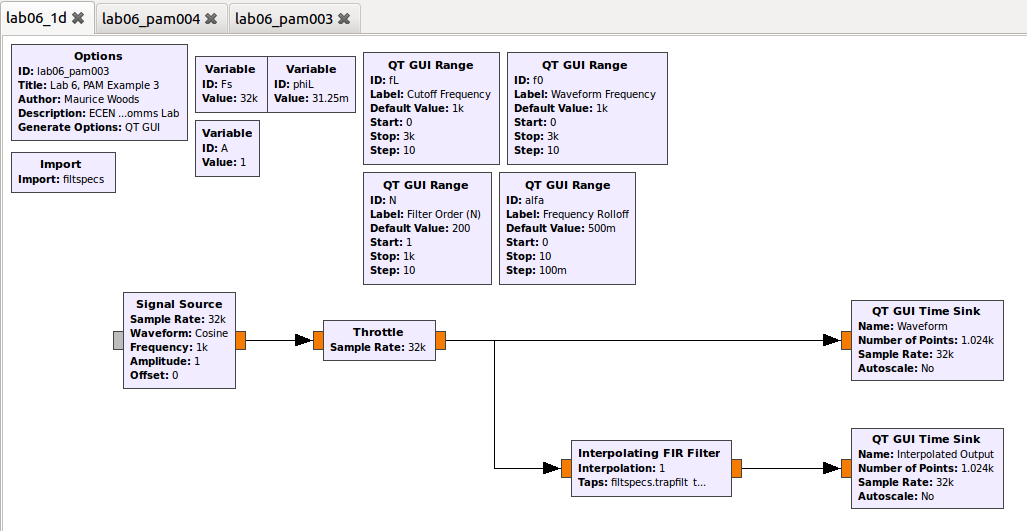 lab06_1d
lab06_pam004
lab06_pam003
Options
ID: lab06_pam003
Title: Lab 6, PAM Example 3
Author: Maurice Woods
Description: ECEN ...omms Lab
Generate Options: QT GUI
Import
Import: filtspecs
Variable
ID: Fs
Value: 32k
Variable
ID: phiL
Value: 31.25m
Variable
ID: A
Value: 1
QT GUI Range
ID: fL
Label: Cutoff Frequency
Default Value: 1k
Start: 0
Stop: 3k
Step: 10
QT GUI Range
ID: f0
Label: Waveform Frequency
Default Value: 1k
Start: 0
Stop: 3k
Step: 10
QT GUI Range
ID: N
Label: Filter Order (N)
Default Value: 200
Start: 1
Stop: 1k
Step: 10
QT GUI Range
ID: alfa
Label: Frequency Rolloff
Default Value: 500m
Start: 0
Stop: 10
Step: 100m
Signal Source
Sample Rate: 32k
Waveform: Cosine
Frequency: 1k
Amplitude: 1
Offset: 0
Throttle
Sample Rate: 32k
QT GUI Time Sink
Name: Waveform
Number of Points: 1.024k
Sample Rate: 32k
Autoscale: No
Interpolating FIR Filter
Interpolation: 1
Taps: filtspecs.trapfilt_t...
QT GUI Time Sink
Name: Interpolated Output
Number of Points: 1.024k
Sample Rate: 32k
Autoscale: No